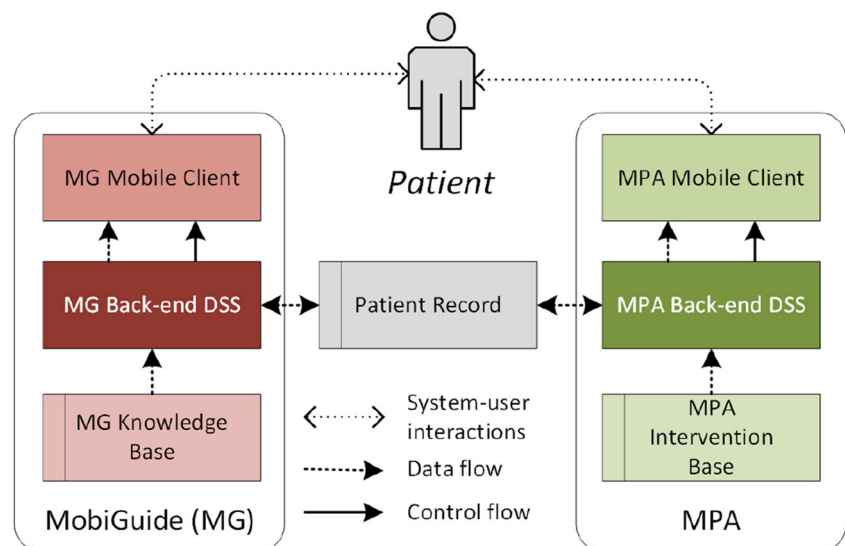 Patient
MG Mobile Client
MPA Mobile Client
MG Back-end DSS
Patient Record
MPA Back-end DSS
MG Knowledge
Base
System-user
interactions
Data flow
Control flow
MPA
Intervention
Base
MobiGuide (MG)
MPA